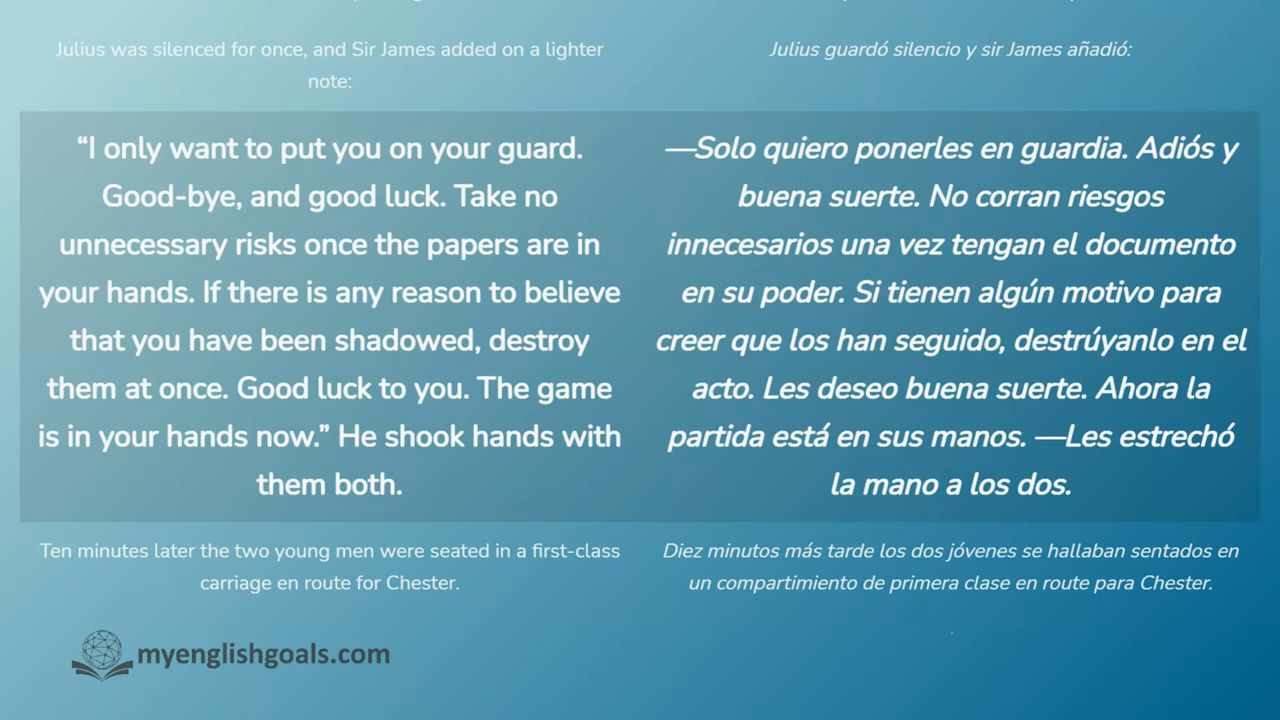 Julius was silenced for once, and Sir James added on a lighter
note:
Julius guardó silencio y sir James añadió:
“I only want to put you on your guard.
Good-bye, and good luck. Take no
unnecessary risks once the papers are in
your hands. If there is any reason to believe
that you have been shadowed, destroy
them at once. Good luck to you. The game
is in your hands now.” He shook hands with
them both.
—Solo quiero ponerles en guardia. Adiós y
buena suerte. No corran riesgos
innecesarios una vez tengan el documento
en su poder. Si tienen algún motivo para
creer que los han seguido, destrúyanlo en el
acto. Les deseo buena suerte. Ahora la
partida está en sus manos. —Les estrechó
la mano a los dos.
Ten minutes later the two young men were seated in a first-class
carriage en route for Chester.
Diez minutos más tarde los dos jóvenes se hallaban sentados en
un compartimiento de primera clase en route para Chester.
myenglishgoals.com